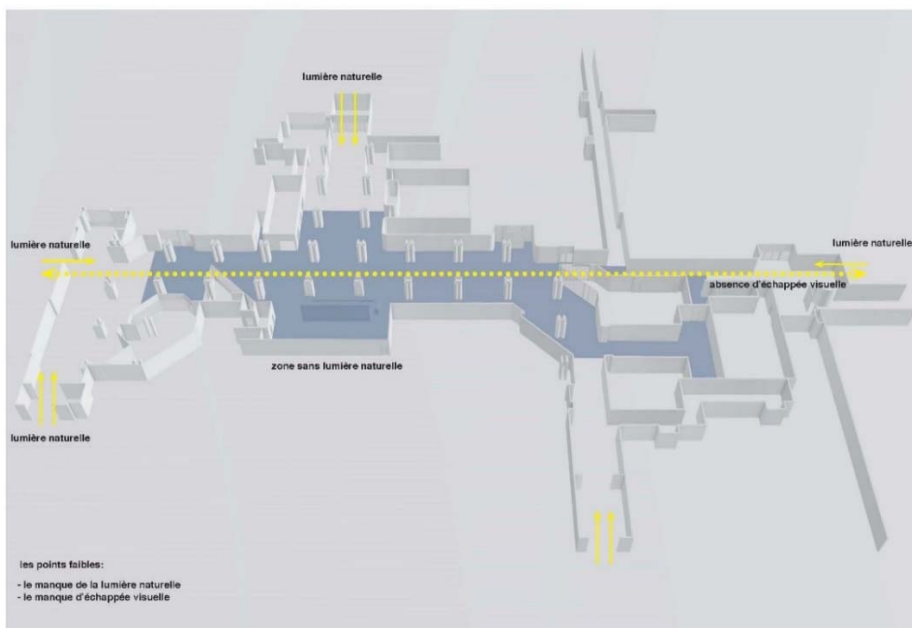 lumière naturelle
lumière naturelle
lumière naturelle
absence d'échappée visuelle
zone sans lumière naturelle
lumière naturelle
les points faibles:
- le manque de la lumière naturelle
- le manque d'échappée visuelle